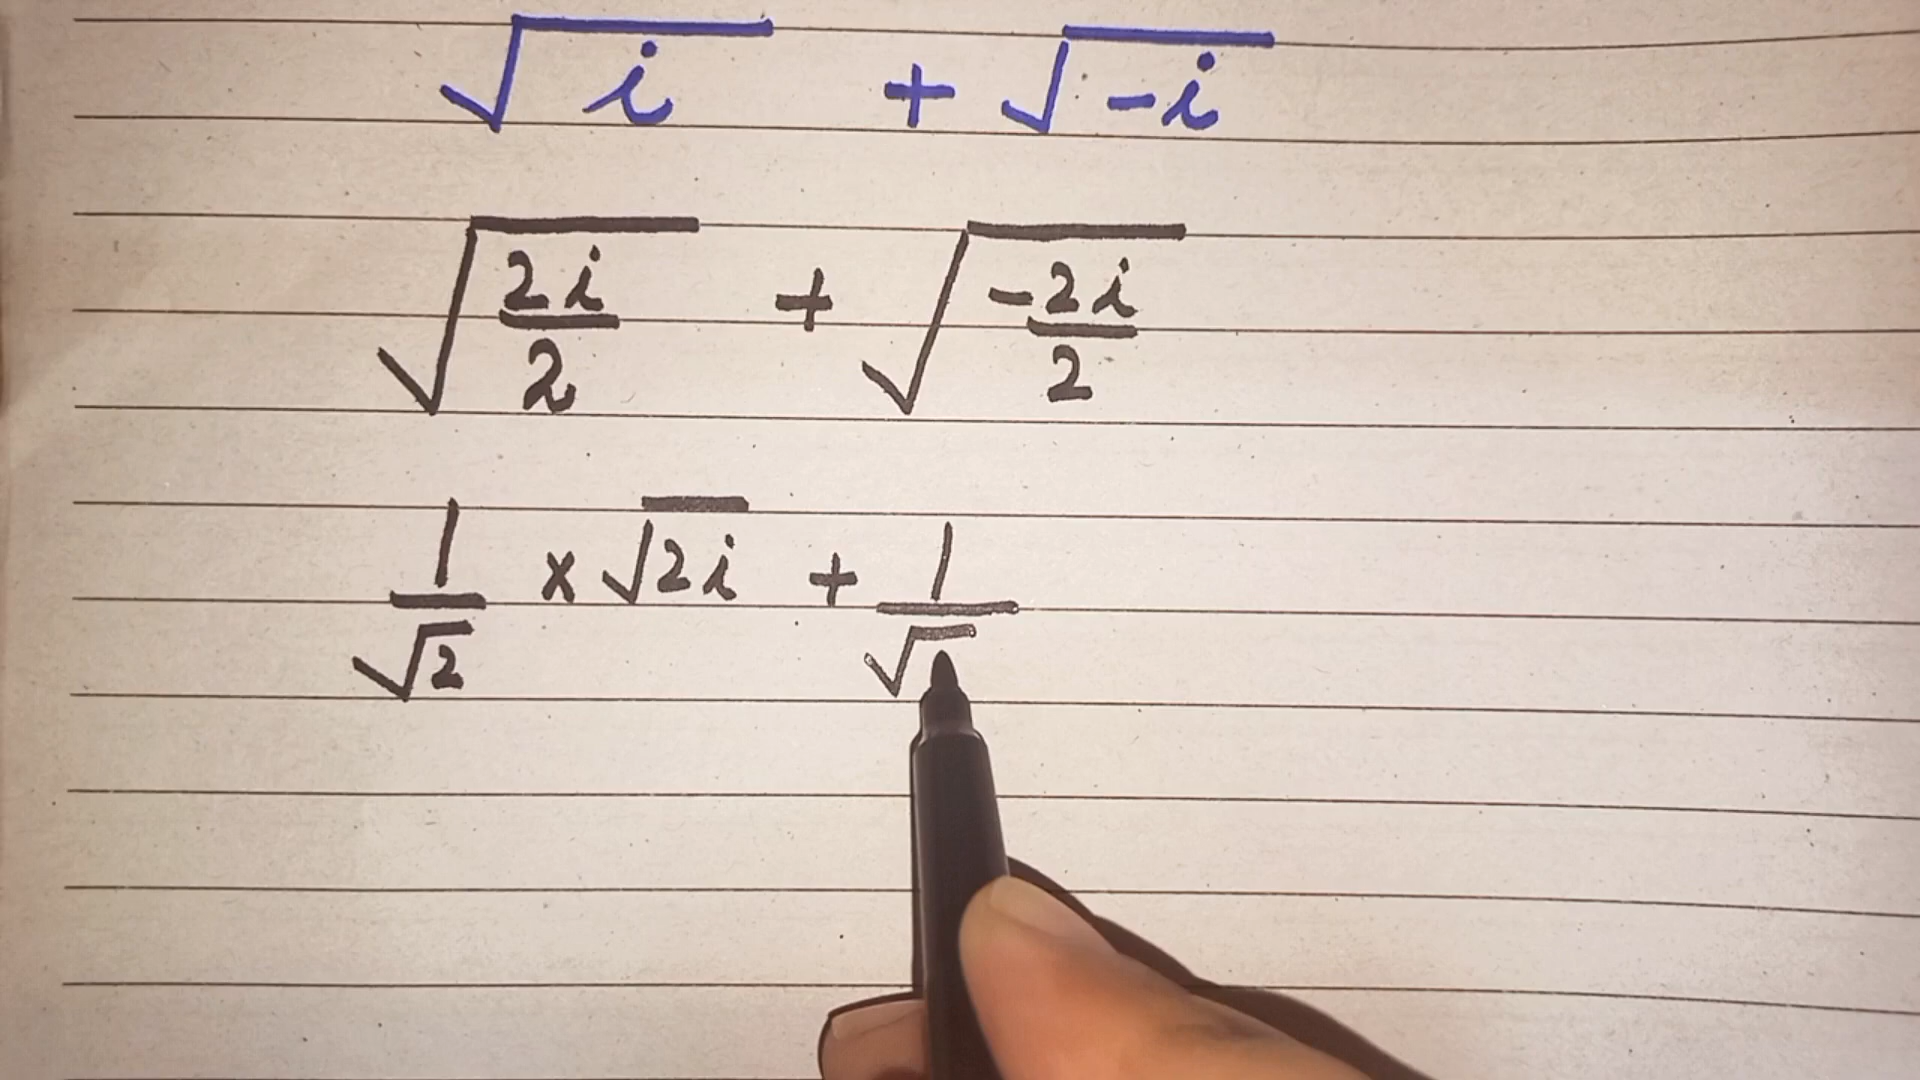 √i + √-i
√(2i/2) + √(-2i/2)
1/√2 × √2i + 1/√